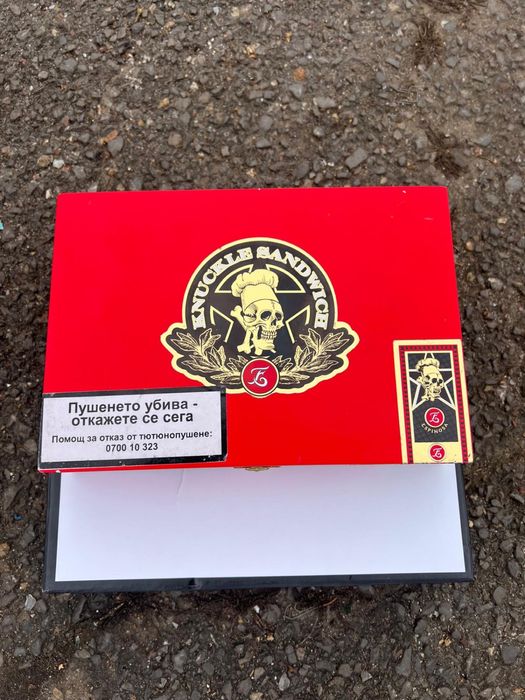 KNUCKLE SANDWICH
E
E
ESPINOSA
E
Пушенето убива -
откажете се сега
Помощ за отказ от тютюнопушене:
0700 10 323